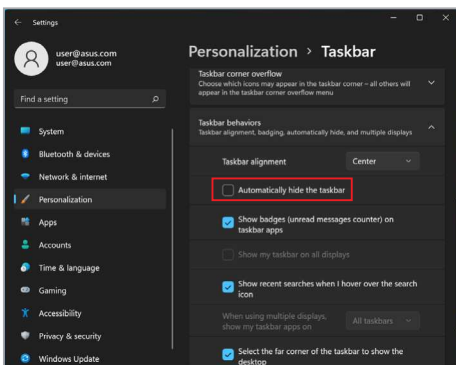 Settings
user@asus.com
user@asus.com
Find a setting
System
Bluetooth & devices
Network & internet
Personalization
Apps
Accounts
Time & language
Gaming
Accessibility
Privacy & security
Windows Update
Personalization > Taskbar
Taskbar corner overflow
Choose which icons may appear in the taskbar corner – all others will
appear in the taskbar corner overflow menu
Taskbar behaviors
Taskbar alignment, badging, automatically hide, and multiple displays
Taskbar alignment
Center
Automatically hide the taskbar
Show badges (unread messages counter) on
taskbar apps
Show my taskbar on all displays
Show recent searches when I hover over the search
icon
When using multiple displays,
show my taskbar apps on
All taskbars
Select the far corner of the taskbar to show the
desktop